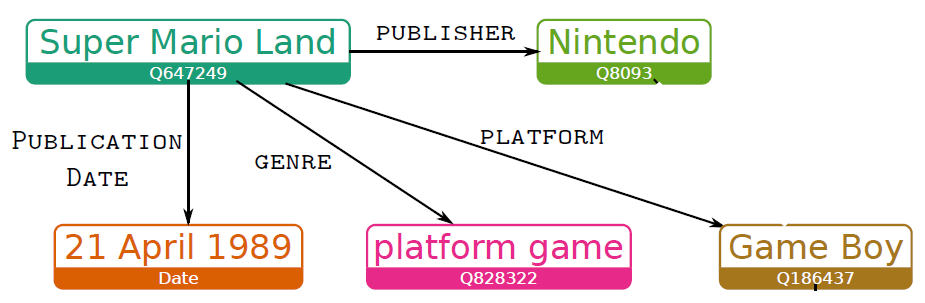 Super Mario Land
Q647249
PUBLISHER
Nintendo
Q8093
PUBLICATION
DATE
GENRE
PLATFORM
21 April 1989
Date
platform game
Q828322
Game Boy
Q186437